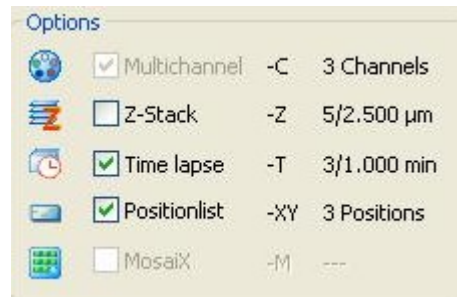 Options
Multichannel -C 3 Channels
Z-Stack -Z 5/2.500 µm
Time lapse -T 3/1.000 min
Positionlist -XY 3 Positions
MosaiX -M ---